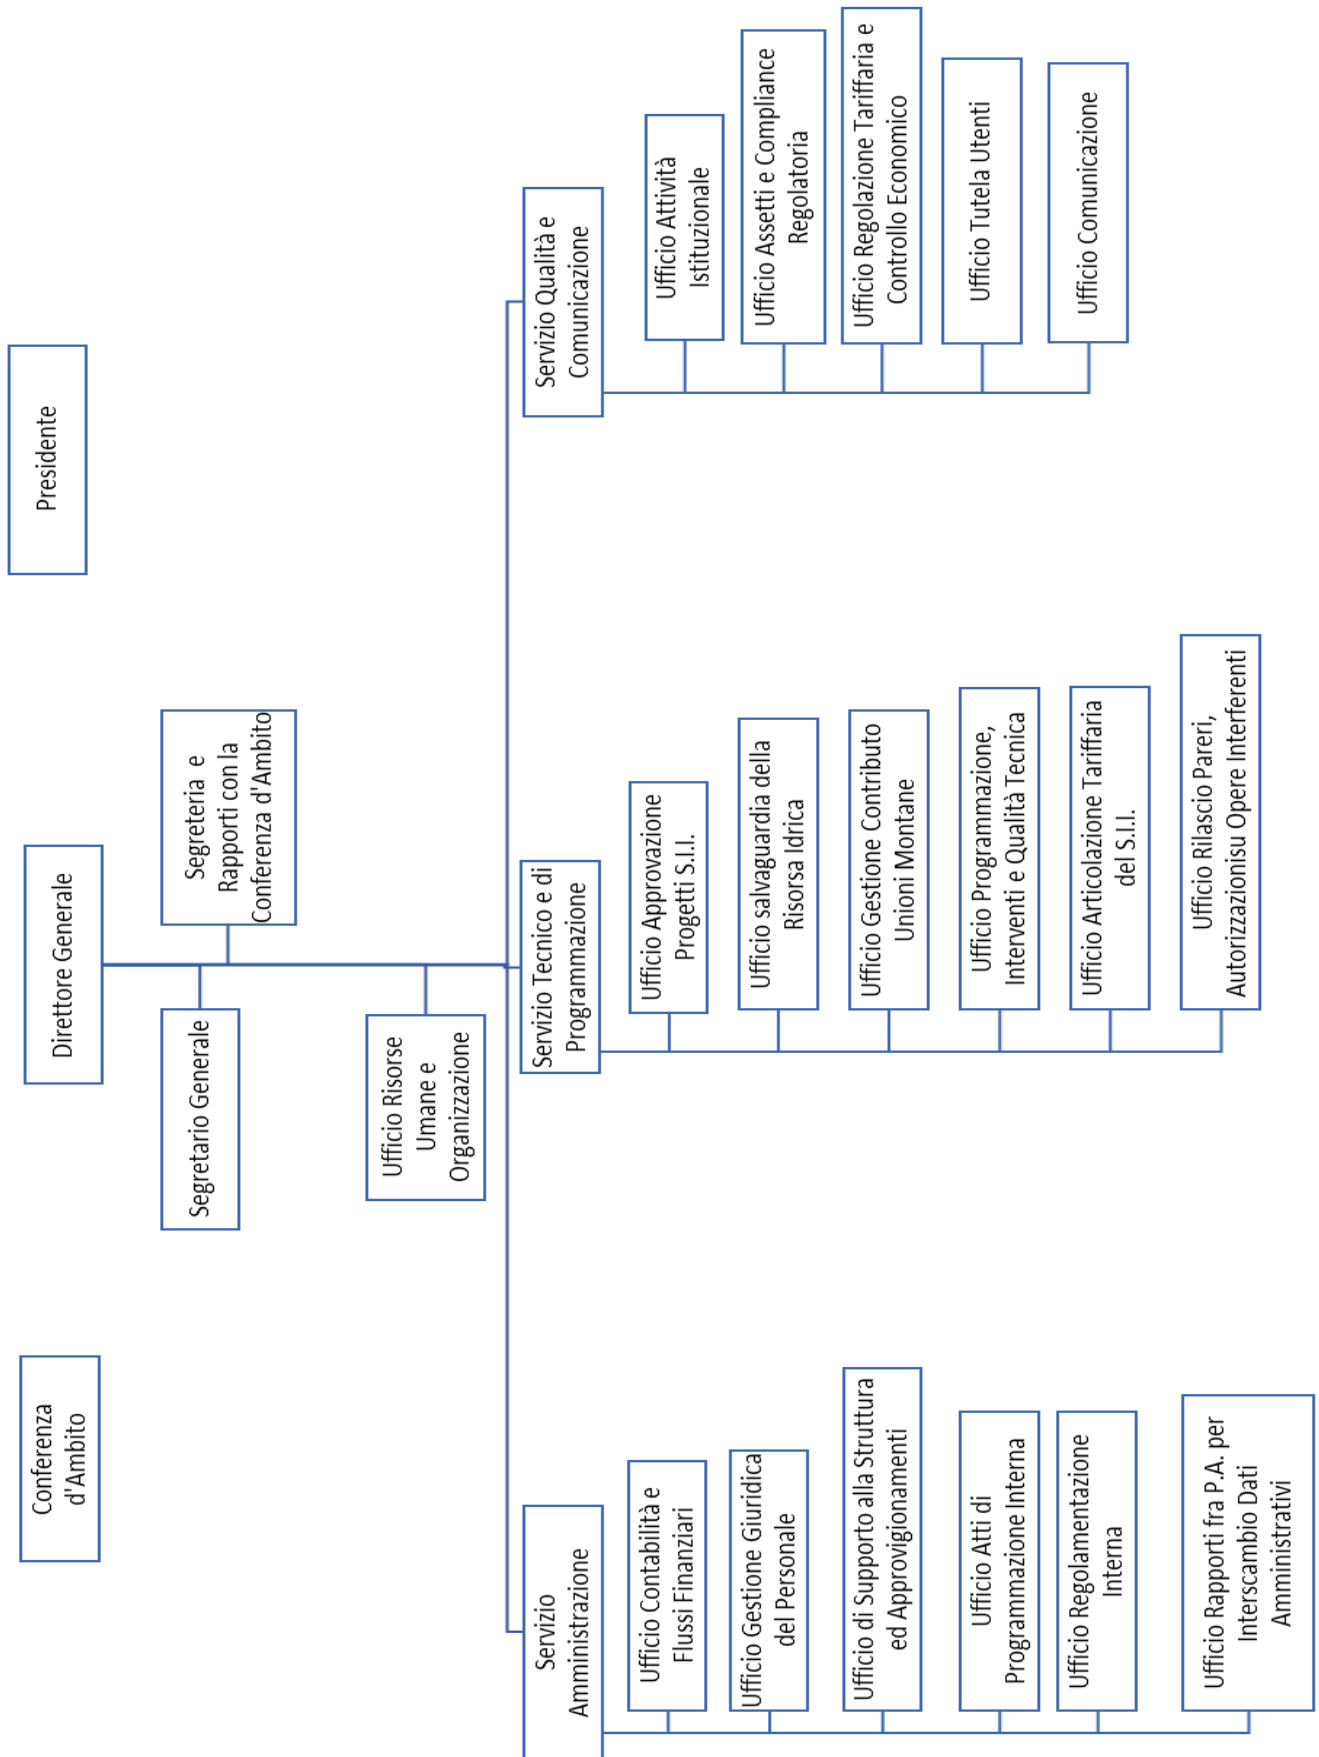 Conferenza
d'Ambito
Direttore Generale
Presidente
Segretario Generale
Segreteria e
Rapporti con la
Conferenza d'Ambito
Ufficio Risorse
Umane e
Organizzazione
Servizio
Amministrazione
Ufficio Contabilità e
Flussi Finanziari
Ufficio Gestione Giuridica
del Personale
Ufficio di Supporto alla Struttura
ed Approvigionamenti
Ufficio Atti di
Programmazione Interna
Ufficio Regolamentazione
Interna
Ufficio Rapporti fra P.A. per
Interscambio Dati
Amministrativi
Servizio Tecnico e di
Programmazione
Ufficio Approvazione
Progetti S.I.I.
Ufficio salvaguardia della
Risorsa Idrica
Ufficio Gestione Contributo
Unioni Montane
Ufficio Programmazione,
Interventi e Qualità Tecnica
Ufficio Articolazione Tariffaria
del S.I.I.
Ufficio Rilascio Pareri,
Autorizzazionisu Opere Interferenti
Servizio Qualità e
Comunicazione
Ufficio Attività
Istituzionale
Ufficio Assetti e Compliance
Regolatoria
Ufficio Regolazione Tariffaria e
Controllo Economico
Ufficio Tutela Utenti
Ufficio Comunicazione